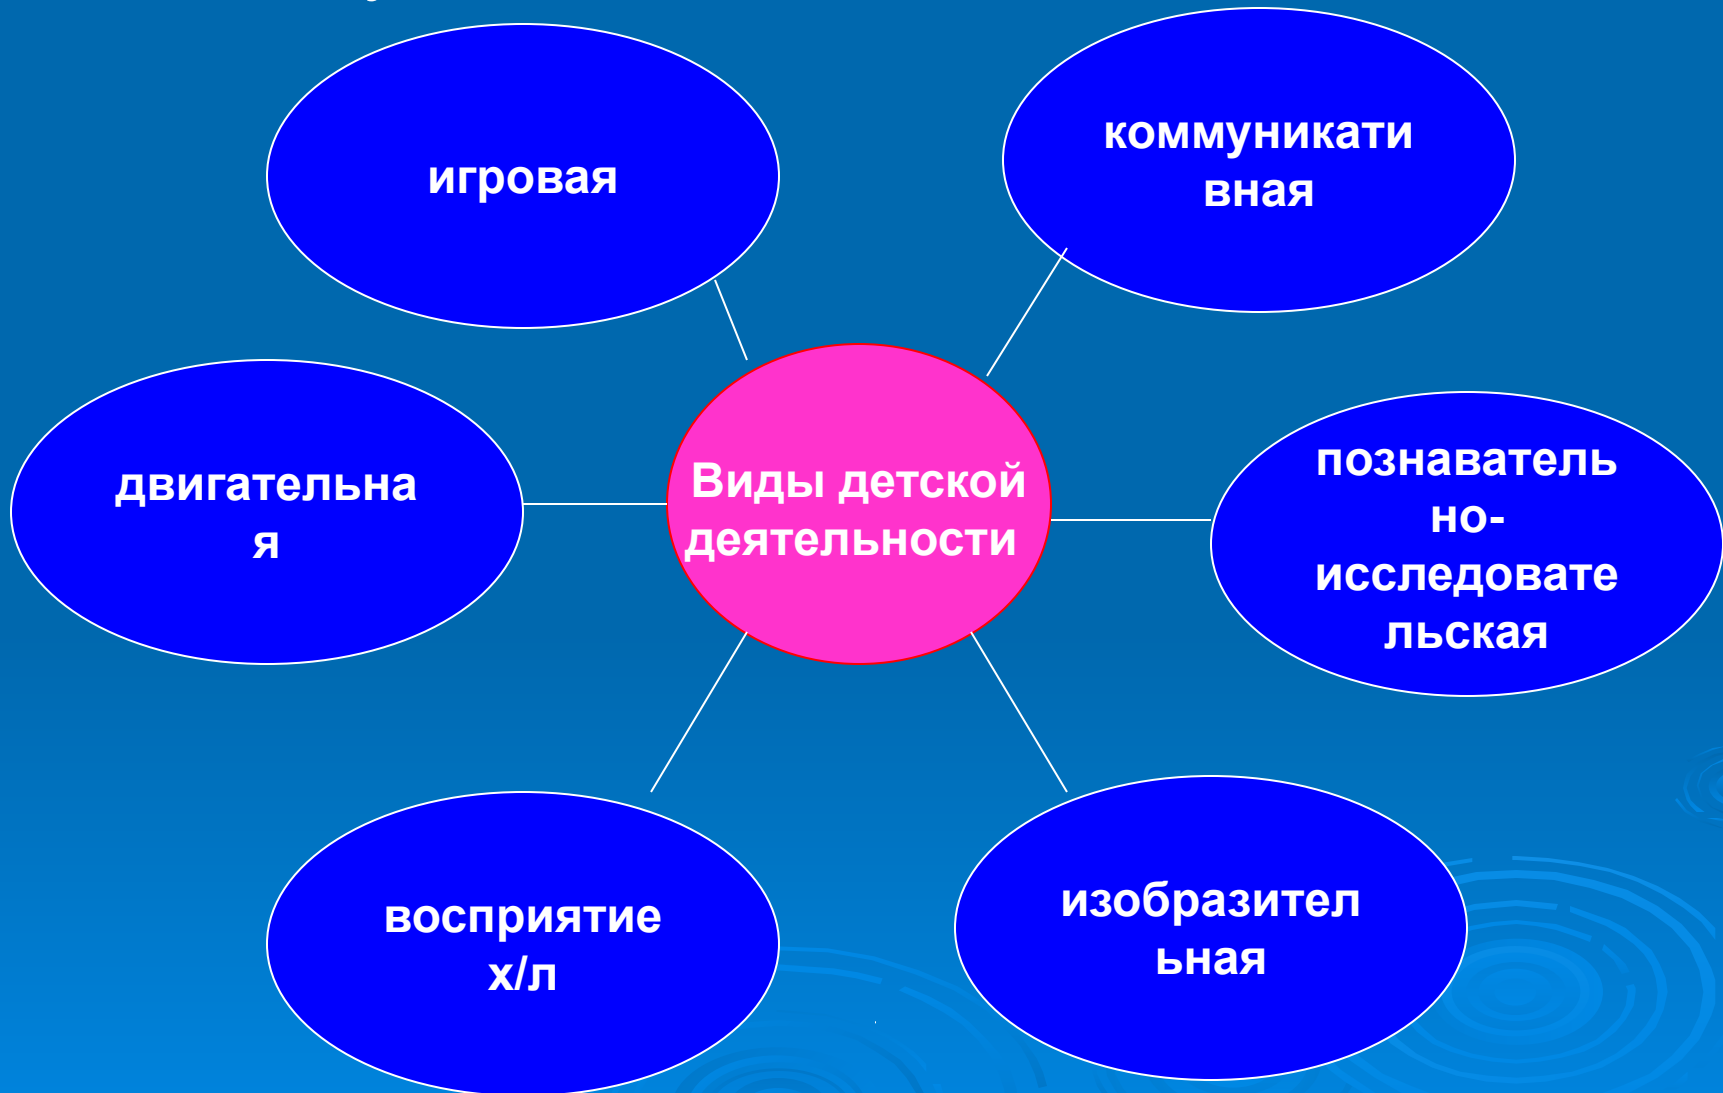 игровая
коммуникати
вная
двигательна
я
Виды детской
деятельности
познаватель
но-
исследовате
льская
восприятие
х/л
изобразител
ьная